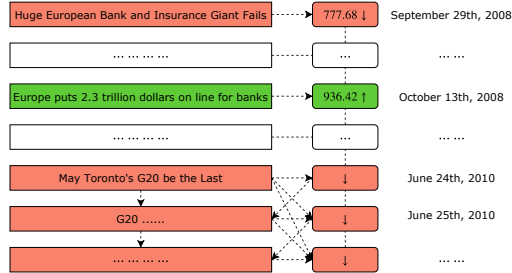 Huge European Bank and Insurance Giant Fails 777.68 ↓ September 29th, 2008
... ... ... ... ... ... ...
Europe puts 2.3 trillion dollars on line for banks 936.42 ↑ October 13th, 2008
... ... ... ... ... ... ...
May Toronto's G20 be the Last ↓ June 24th, 2010
G20 ...... ↓ June 25th, 2010
... ... ... ... ↓ ... ...